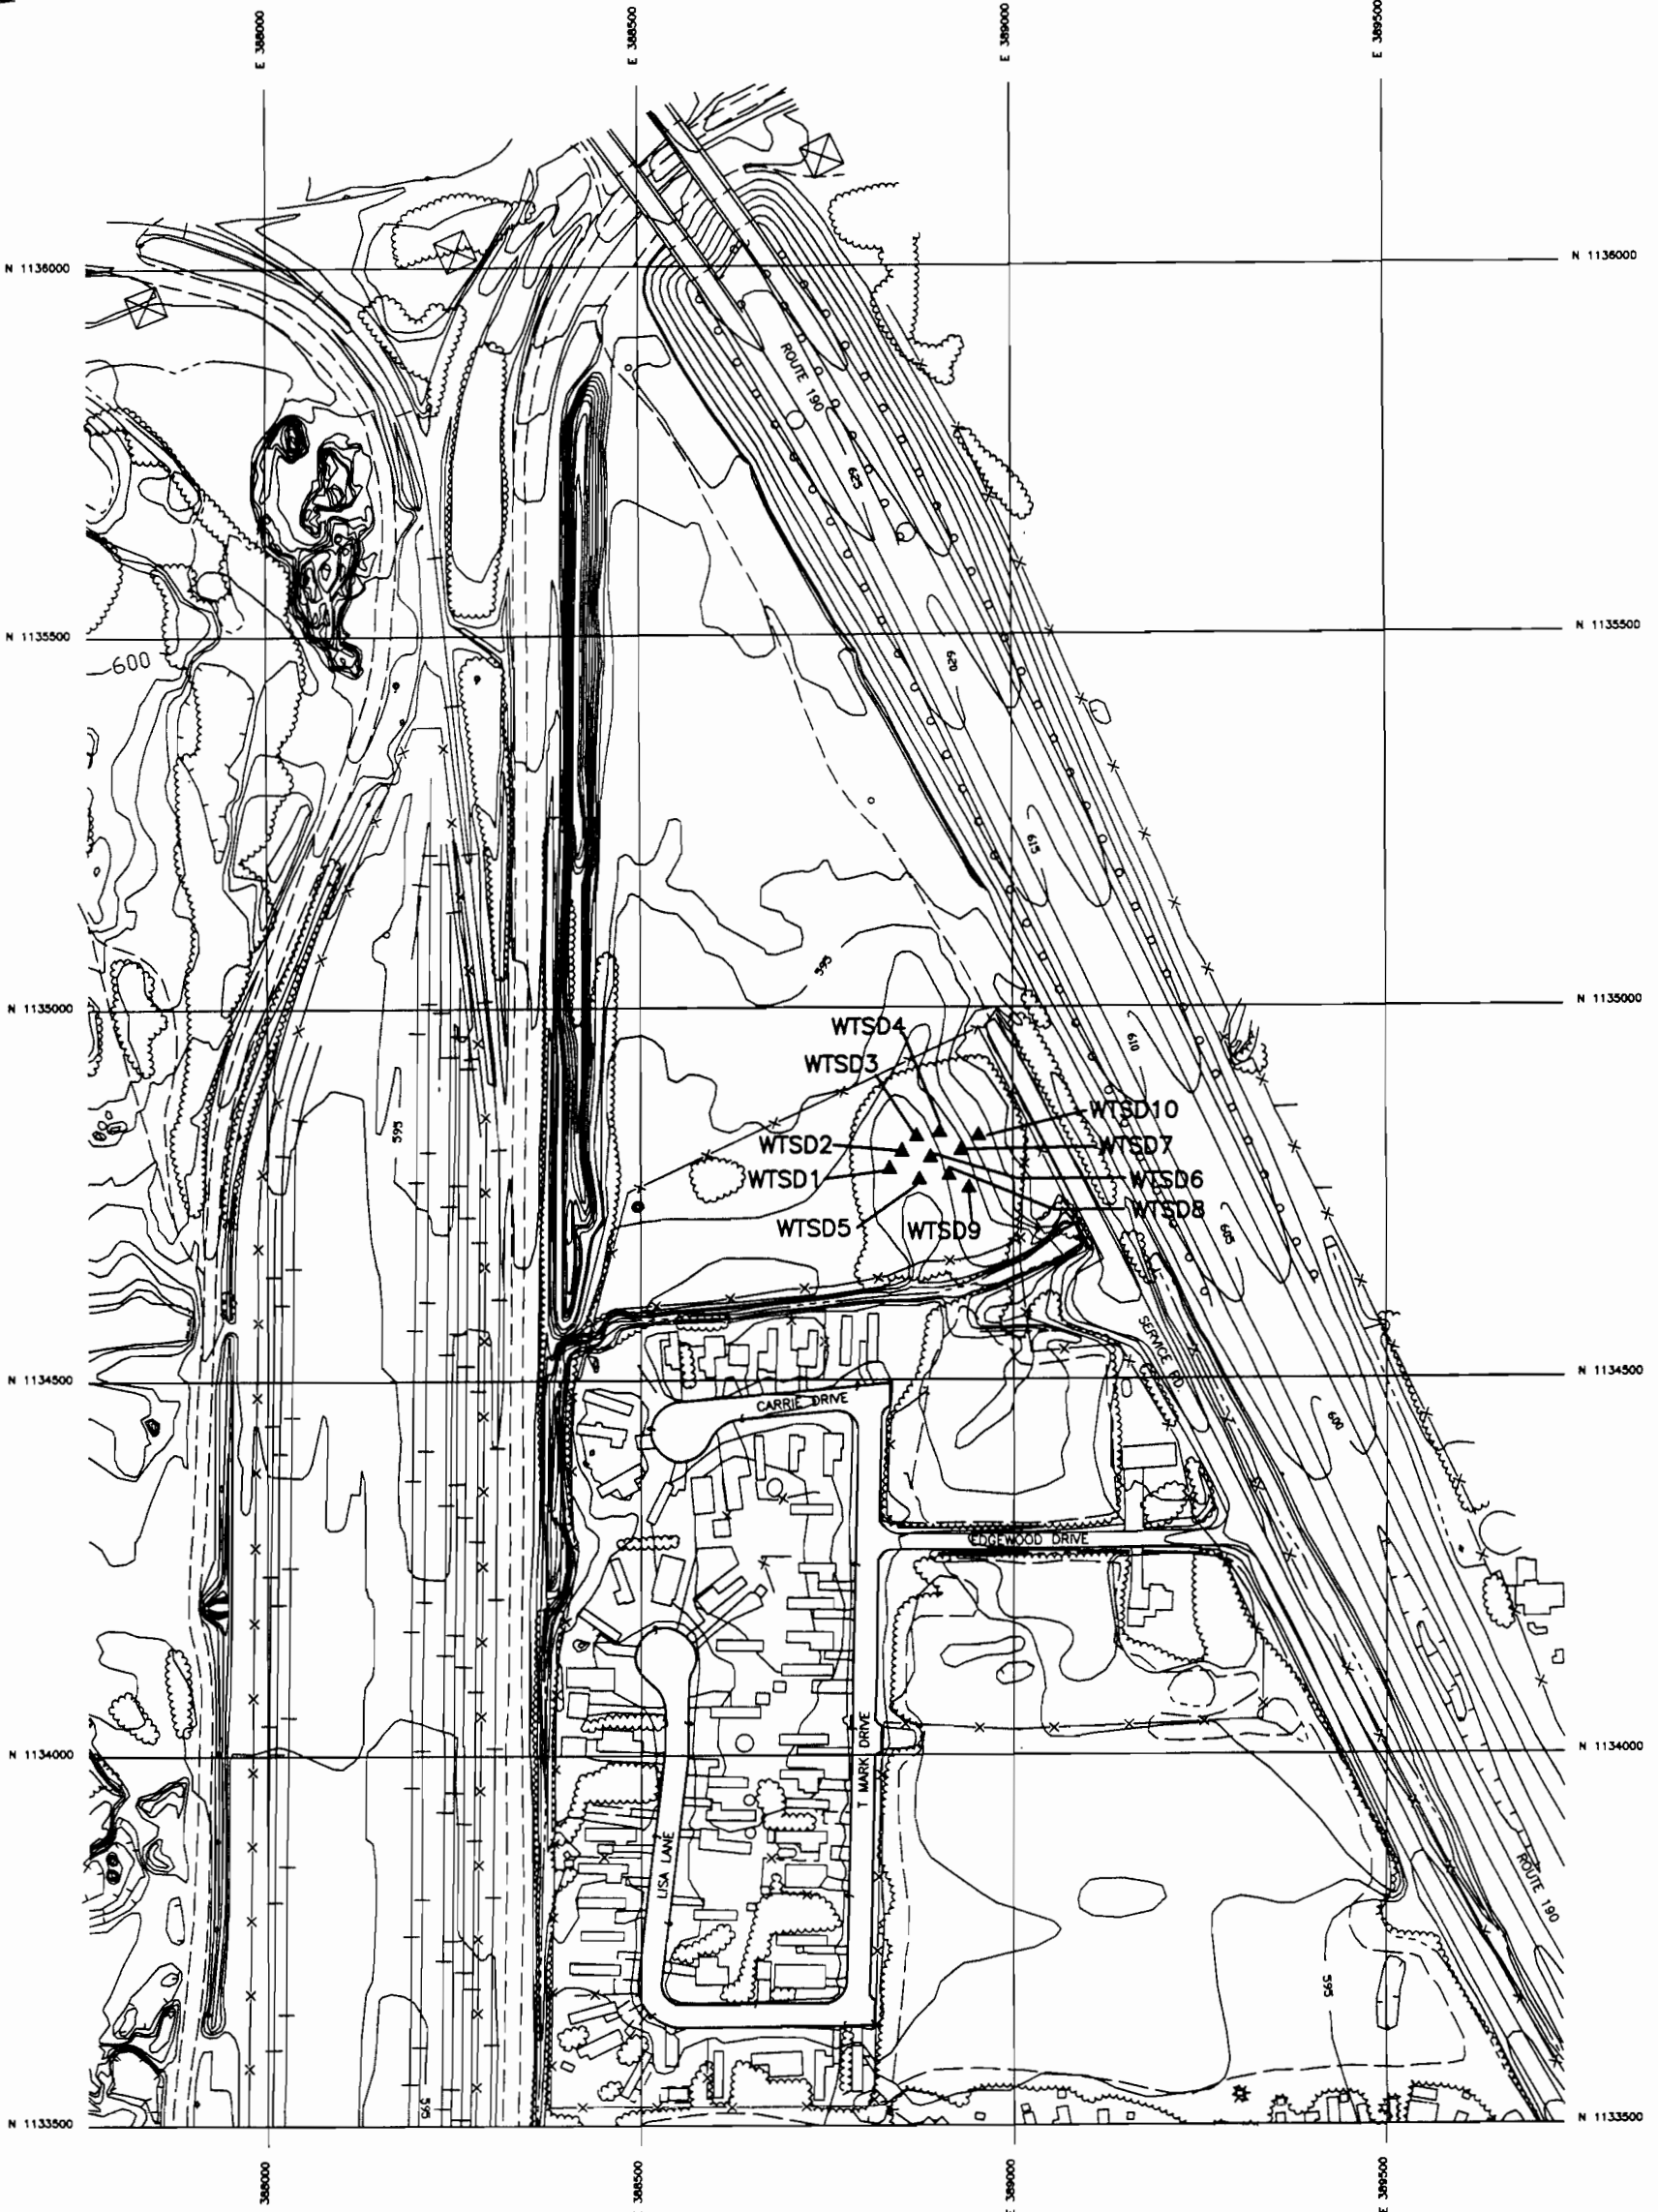 E 388000
E 388500
E 389000
E 389500
N 1136000
N 1136000
ROUTE 190
625
N 1135500
N 1135500
600
620
615
595
N 1135000
N 1135000
WTSD4
610
WTSD3
WTSD10
595
WTSD2
WTSD7
WTSD1
WTSD6
WTSD8
WTSD5
WTSD9
605
SERVICE RD.
N 1134500
N 1134500
CARRIE DRIVE
600
EDGEWOOD DRIVE
N 1134000
N 1134000
T MARK DRIVE
LISA LANE
ROUTE 190
595
595
N 1133500
N 1133500
388000
388500
E 389000
E 389500